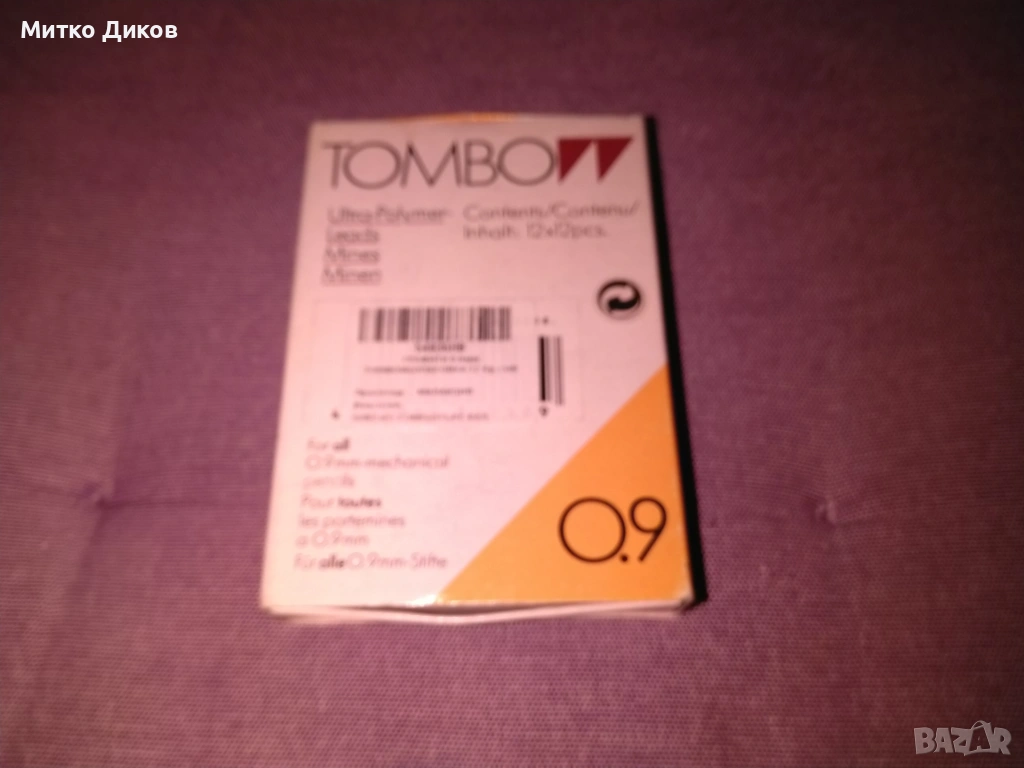 Митко Диков
TOMBOW
Ultra-Polymer-
Leads
Mines
Minen
Contents/Contenu/
Inhalt: 12x12pcs.
For all
0.9mm-mechanical
pencils
Pour toutes
les portemines
a 0.9mm
Für alle 0.9mm-Stifte
0.9
BAZAR